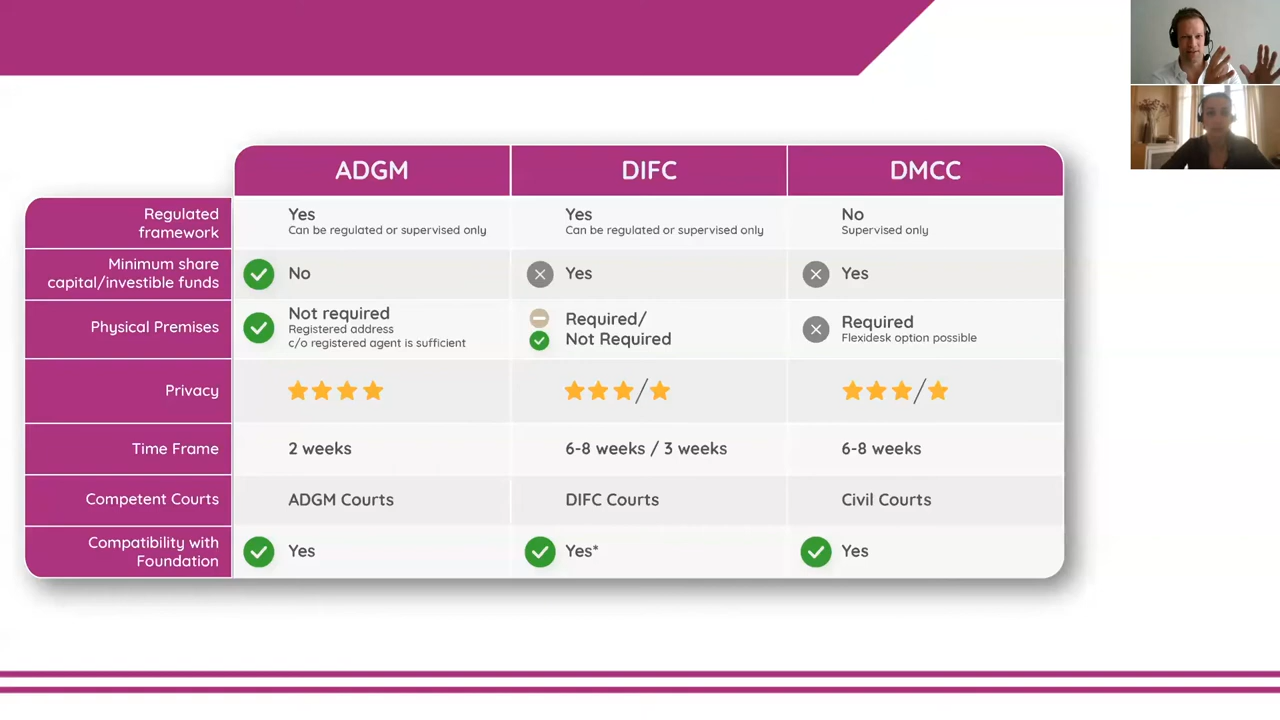 ADGM
DIFC
DMCC
Regulated
framework
Yes
Can be regulated or supervised only
Yes
Can be regulated or supervised only
No
Supervised only
Minimum share
capital/investible funds
No
Yes
Yes
Physical Premises
Not required
Registered address
c/o registered agent is sufficient
Required/
Not Required
Required
Flexidesk option possible
Privacy
/
/
Time Frame
2 weeks
6-8 weeks / 3 weeks
6-8 weeks
Competent Courts
ADGM Courts
DIFC Courts
Civil Courts
Compatibility with
Foundation
Yes
Yes*
Yes